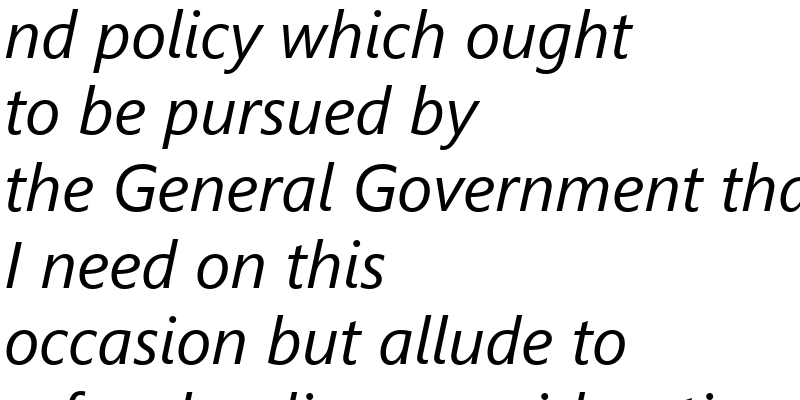 nd policy which ought
to be pursued by
the General Government tha
I need on this
occasion but allude to